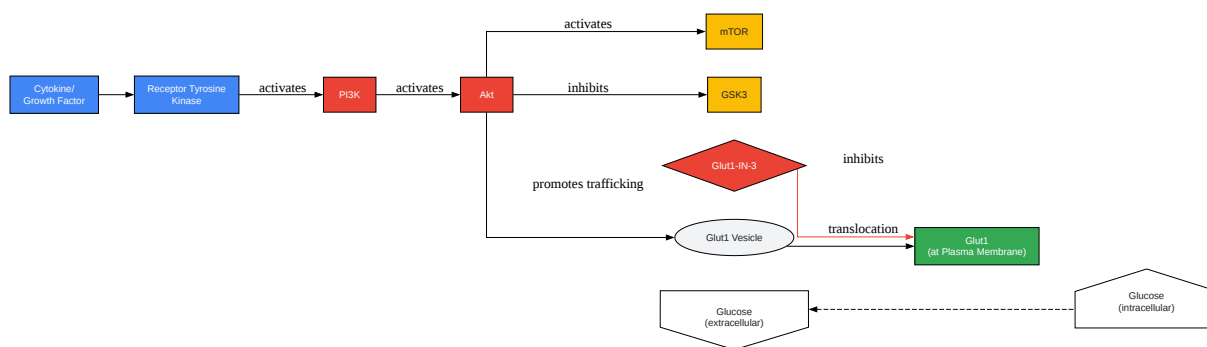 activates
mTOR
Cytokine/
Growth Factor
Receptor Tyrosine
Kinase
activates
PI3K
activates
Akt
inhibits
GSK3
Glut1-IN-3
inhibits
promotes trafficking
Glut1 Vesicle
translocation
Glut1
(at Plasma Membrane)
Glucose
(extracellular)
Glucose
(intracellular)